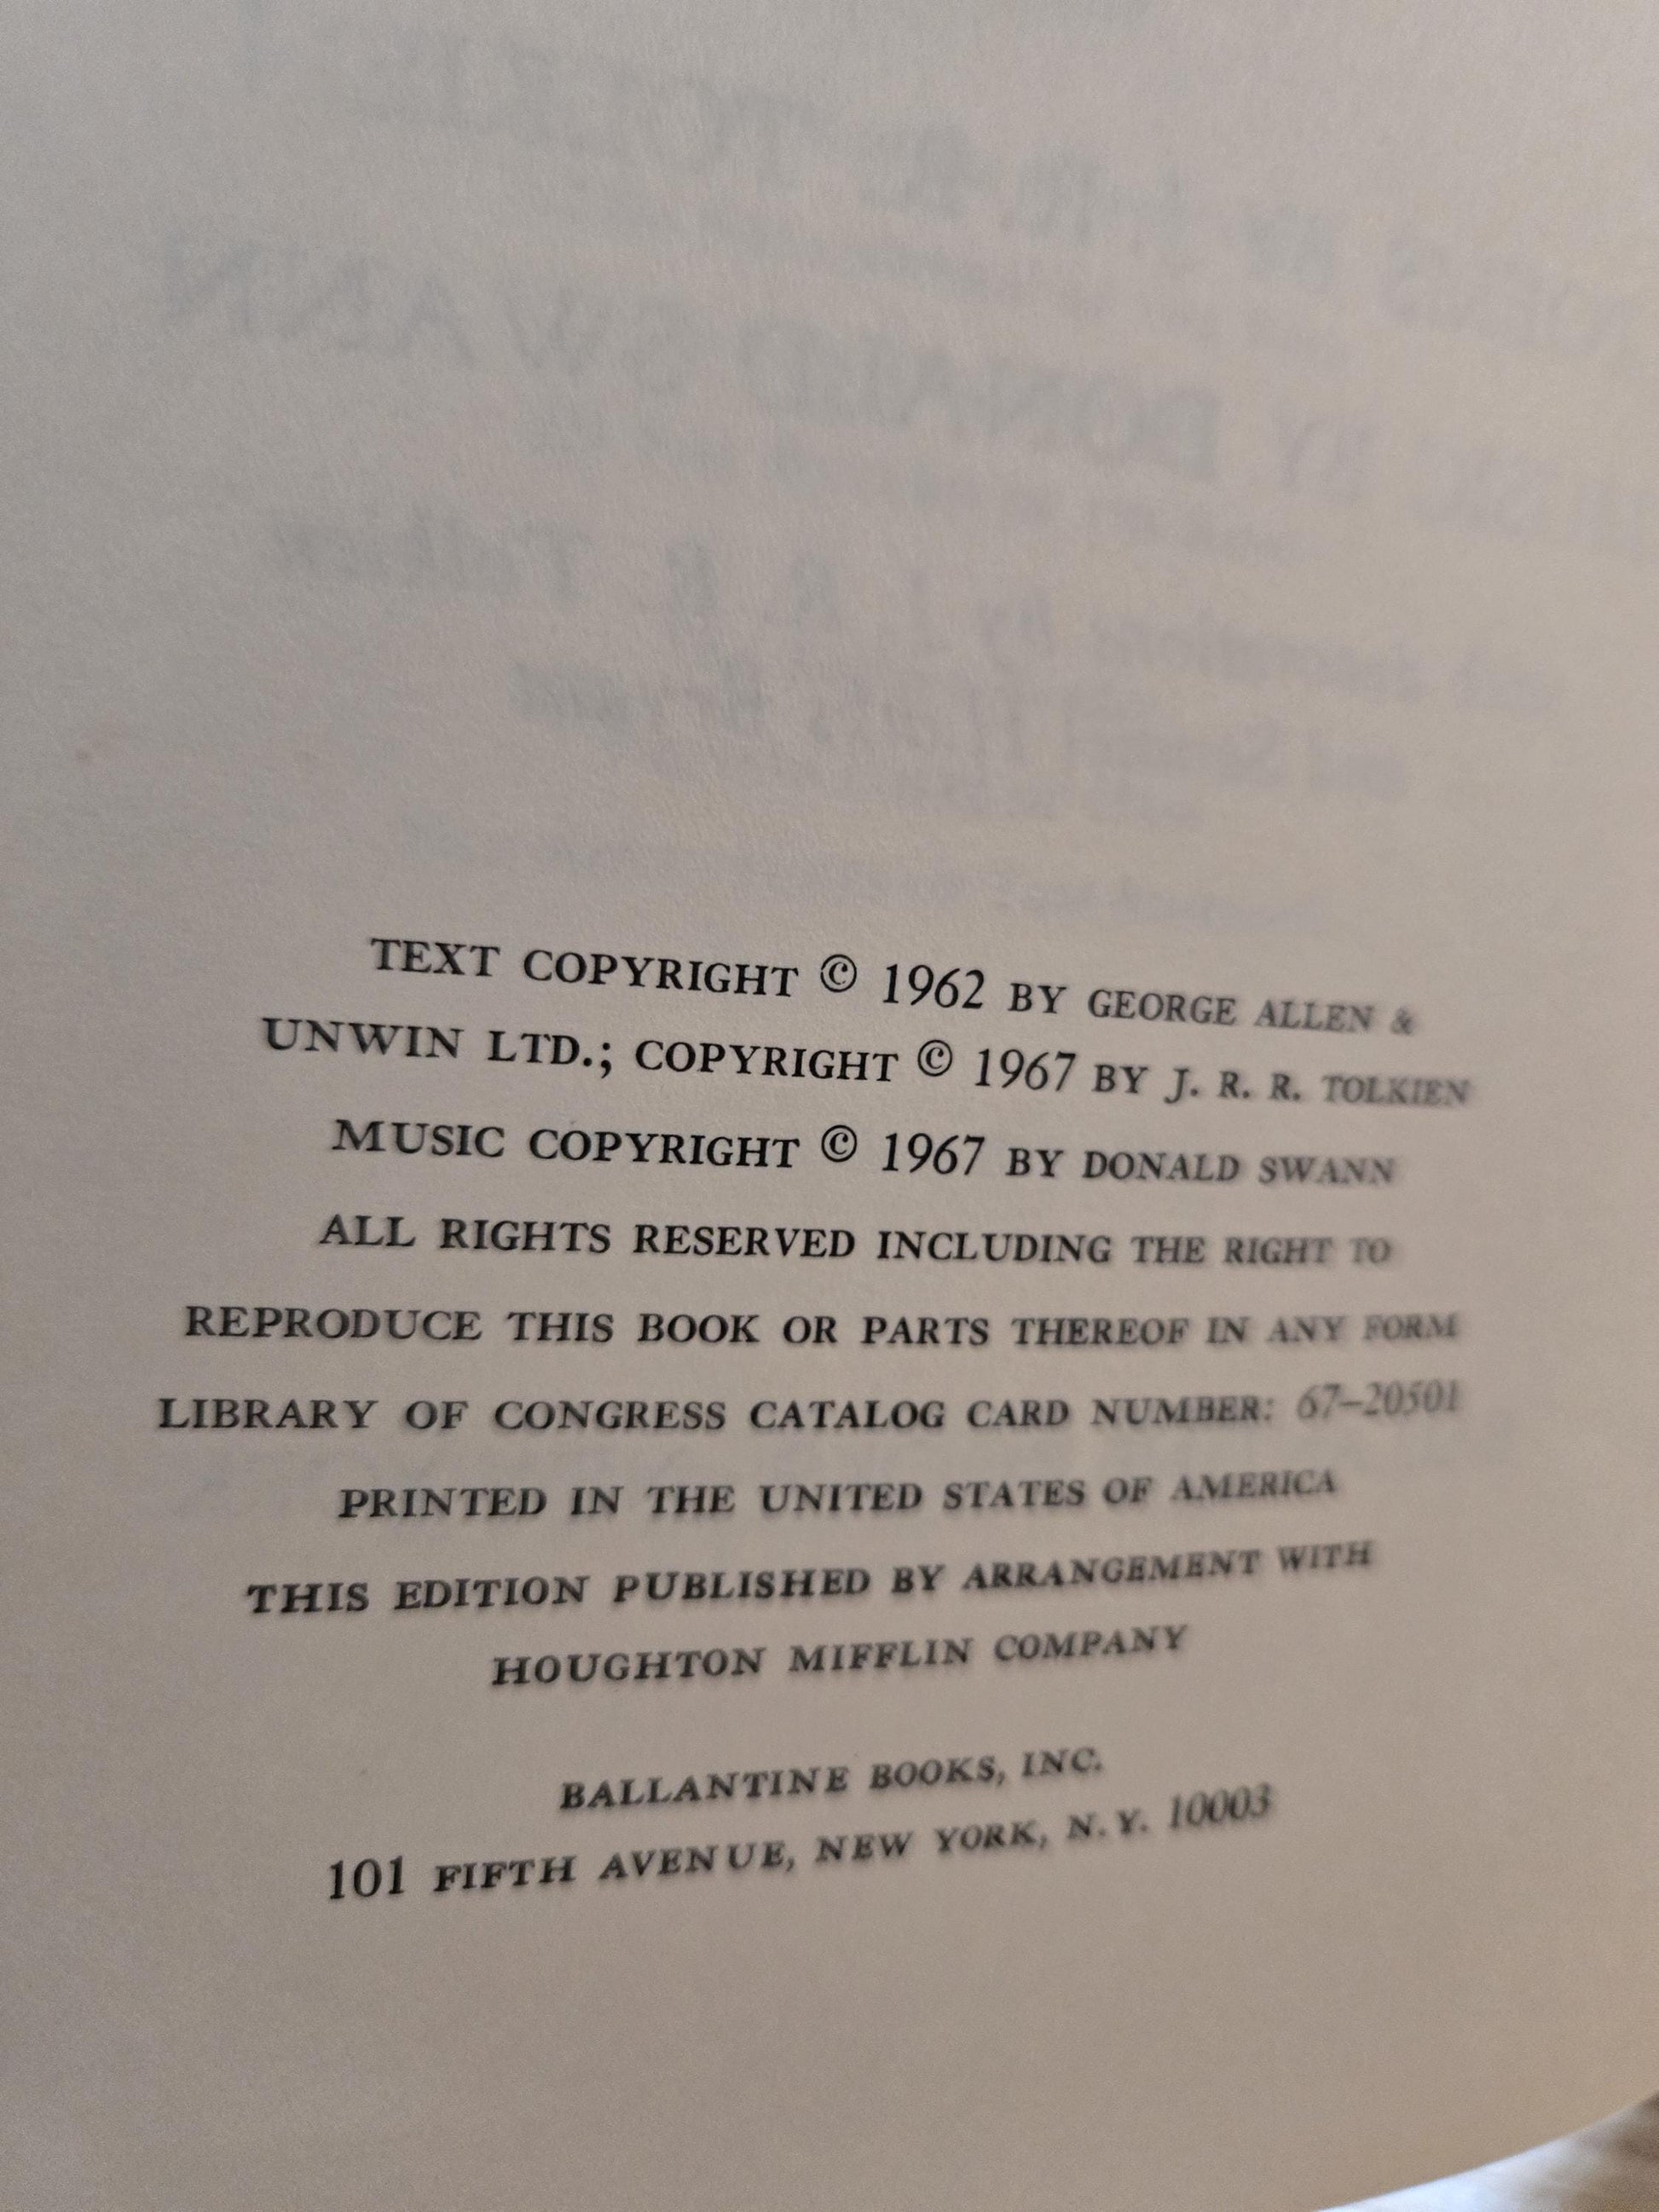 TEXT COPYRIGHT © 1962 BY GEORGE ALLEN &
UNWIN LTD.; COPYRIGHT © 1967 BY J. R. R. TOLKIEN
MUSIC COPYRIGHT © 1967 BY DONALD SWANN
ALL RIGHTS RESERVED INCLUDING THE RIGHT TO
REPRODUCE THIS BOOK OR PARTS THEREOF IN ANY FORM
LIBRARY OF CONGRESS CATALOG CARD NUMBER: 67–20501
PRINTED IN THE UNITED STATES OF AMERICA
THIS EDITION PUBLISHED BY ARRANGEMENT WITH
HOUGHTON MIFFLIN COMPANY
BALLANTINE BOOKS, INC.
101 FIFTH AVENUE, NEW YORK, N.Y. 10003